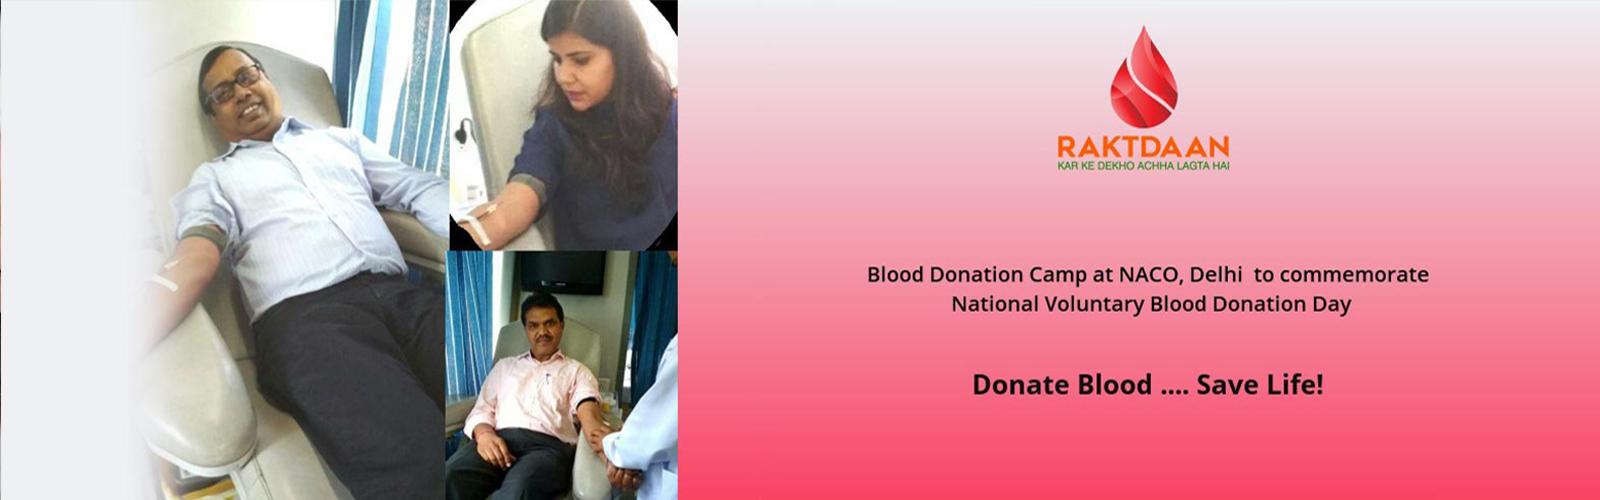 RAKTDAAN
KAR KE DEKHO ACHHA LAGTA HAI
Blood Donation Camp at NACO, Delhi to commemorate
National Voluntary Blood Donation Day
Donate Blood .... Save Life!